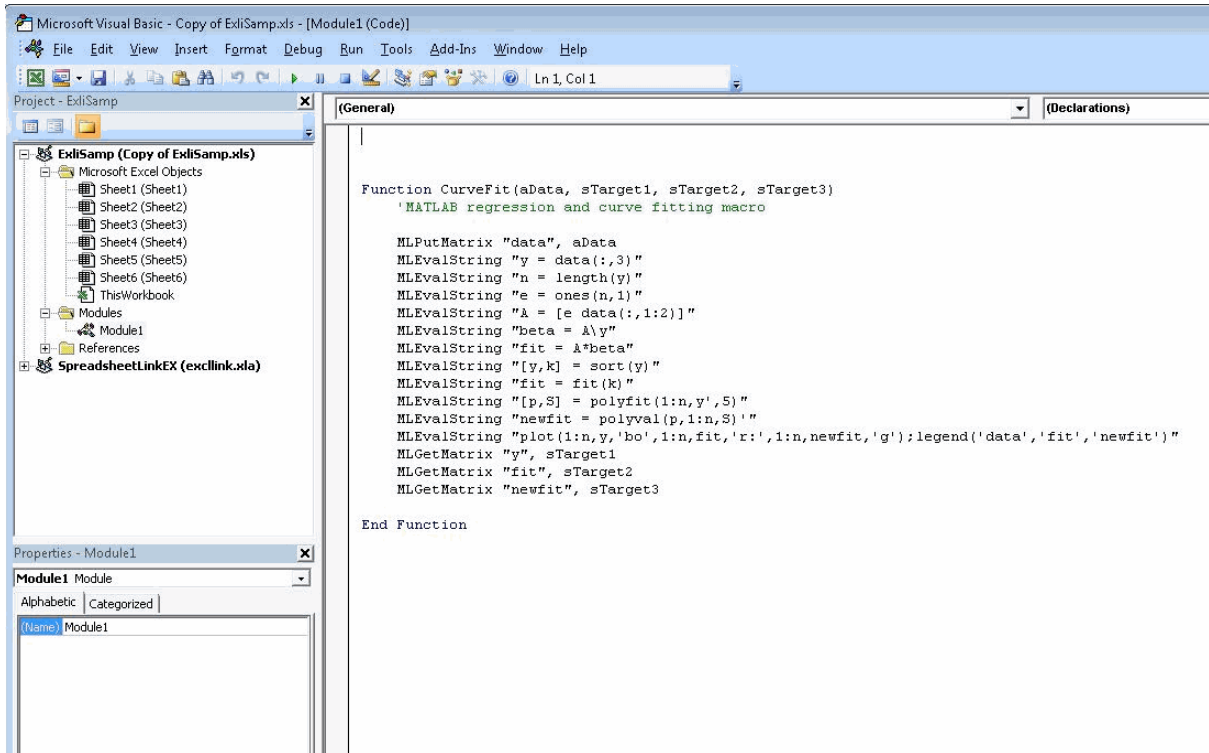 Microsoft Visual Basic - Copy of ExliSamp.xls - [Module1 (Code)]
File Edit View Insert Format Debug Run Tools Add-Ins Window Help
Ln 1, Col 1
Project - ExliSamp
ExliSamp (Copy of ExliSamp.xls)
Microsoft Excel Objects
Sheet1 (Sheet1)
Sheet2 (Sheet2)
Sheet3 (Sheet3)
Sheet4 (Sheet4)
Sheet5 (Sheet5)
Sheet6 (Sheet6)
ThisWorkbook
Modules
Module1
References
SpreadsheetLinkEX (excllink.xla)
Properties - Module1
Module1 Module
Alphabetic Categorized
(Name) Module1
(General) (Declarations)
Function CurveFit(aData, sTarget1, sTarget2, sTarget3)
'MATLAB regression and curve fitting macro
MLPutMatrix "data", aData
MLEvalString "y = data(:,3)"
MLEvalString "n = length(y)"
MLEvalString "e = ones(n,1)"
MLEvalString "A = [e data(:,1:2)]"
MLEvalString "beta = A\y"
MLEvalString "fit = A*beta"
MLEvalString "[y,k] = sort(y)"
MLEvalString "fit = fit(k)"
MLEvalString "[p,S] = polyfit(1:n,y',5)"
MLEvalString "newfit = polyval(p,1:n,S)'"
MLEvalString "plot(1:n,y,'bo',1:n,fit,'r:',1:n,newfit,'g');legend('data','fit','newfit')"
MLGetMatrix "y", sTarget1
MLGetMatrix "fit", sTarget2
MLGetMatrix "newfit", sTarget3
End Function